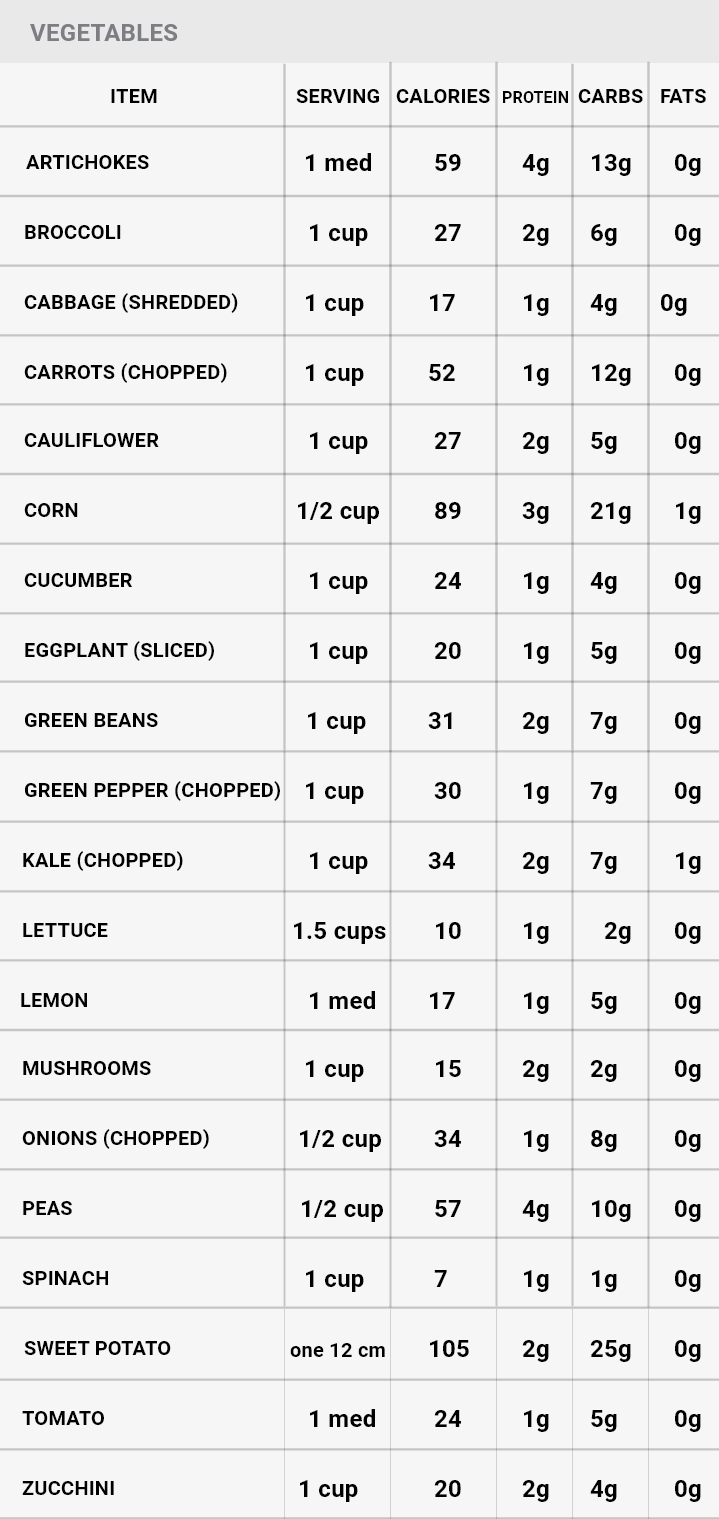 VEGETABLES
ITEM SERVING CALORIES PROTEIN CARBS FATS
ARTICHOKES 1 med 59 4g 13g 0g
BROCCOLI 1 cup 27 2g 6g 0g
CABBAGE (SHREDDED) 1 cup 17 1g 4g 0g
CARROTS (CHOPPED) 1 cup 52 1g 12g 0g
CAULIFLOWER 1 cup 27 2g 5g 0g
CORN 1/2 cup 89 3g 21g 1g
CUCUMBER 1 cup 24 1g 4g 0g
EGGPLANT (SLICED) 1 cup 20 1g 5g 0g
GREEN BEANS 1 cup 31 2g 7g 0g
GREEN PEPPER (CHOPPED) 1 cup 30 1g 7g 0g
KALE (CHOPPED) 1 cup 34 2g 7g 1g
LETTUCE 1.5 cups 10 1g 2g 0g
LEMON 1 med 17 1g 5g 0g
MUSHROOMS 1 cup 15 2g 2g 0g
ONIONS (CHOPPED) 1/2 cup 34 1g 8g 0g
PEAS 1/2 cup 57 4g 10g 0g
SPINACH 1 cup 7 1g 1g 0g
SWEET POTATO one 12 cm 105 2g 25g 0g
TOMATO 1 med 24 1g 5g 0g
ZUCCHINI 1 cup 20 2g 4g 0g